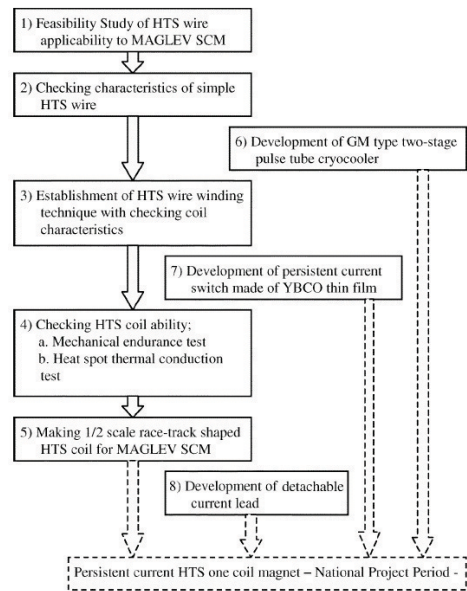 1) Feasibility Study of HTS wire
applicability to MAGLEV SCM
2) Checking characteristics of simple
HTS wire
6) Development of GM type two-stage
pulse tube cryocooler
3) Establishment of HTS wire winding
technique with checking coil
characteristics
7) Development of persistent current
switch made of YBCO thin film
4) Checking HTS coil ability;
a. Mechanical endurance test
b. Heat spot thermal conduction
test
5) Making 1/2 scale race-track shaped
HTS coil for MAGLEV SCM
8) Development of detachable
current lead
Persistent current HTS one coil magnet – National Project Period -